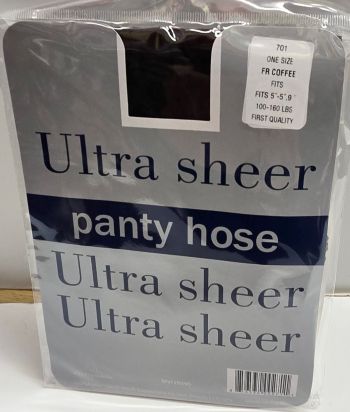 701
ONE SIZE
FR COFFEE
FITS
FITS 5'-5'.9"
100-160 LBS
FIRST QUALITY
Ultra sheer
panty hose
Ultra sheer
Ultra sheer